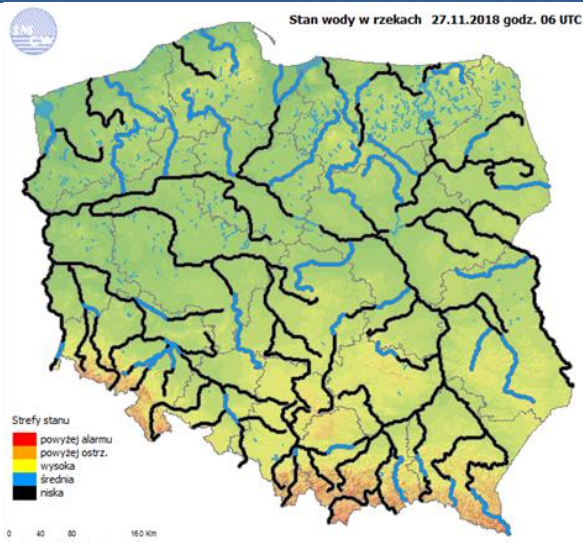 Stan wody w rzekach 27.11.2018 godz. 06 UTC
Strefy stanu
powyżej alarmu
powyżej ostrz.
wysoka
średnia
niska
0 40 80 160 Km